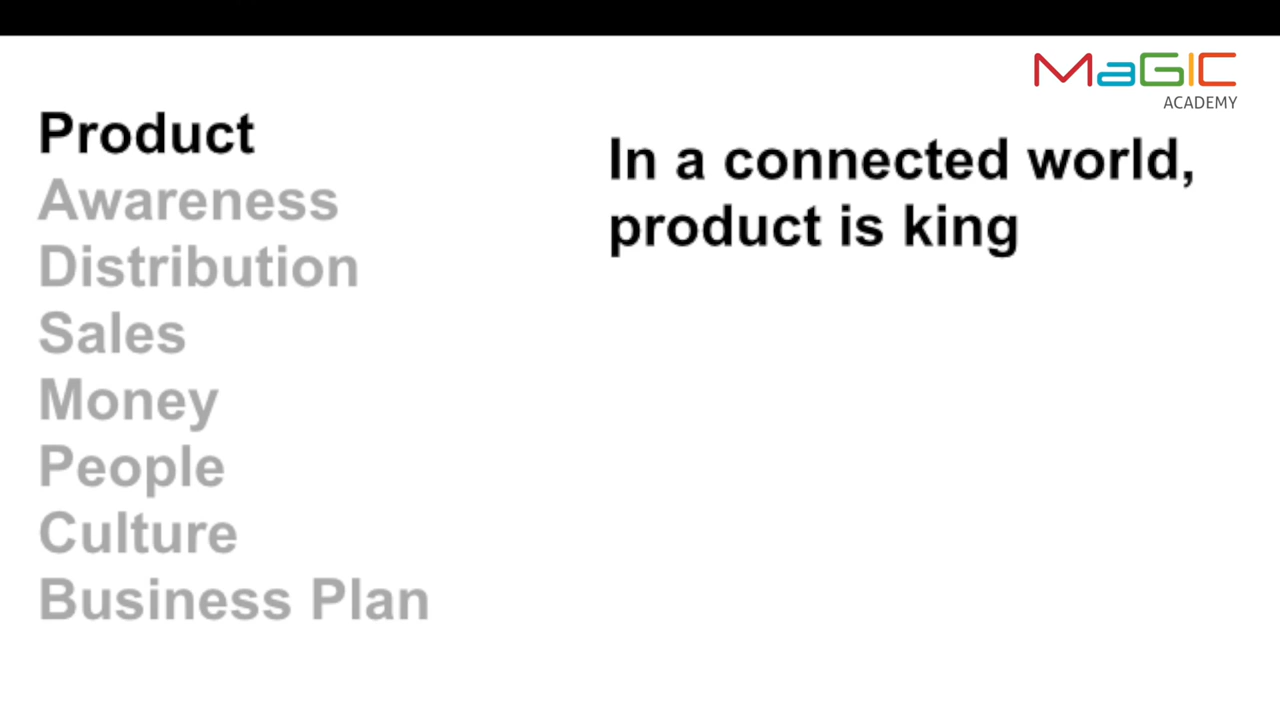 MaGIC
ACADEMY
Product
Awareness
Distribution
Sales
Money
People
Culture
Business Plan
In a connected world,
product is king